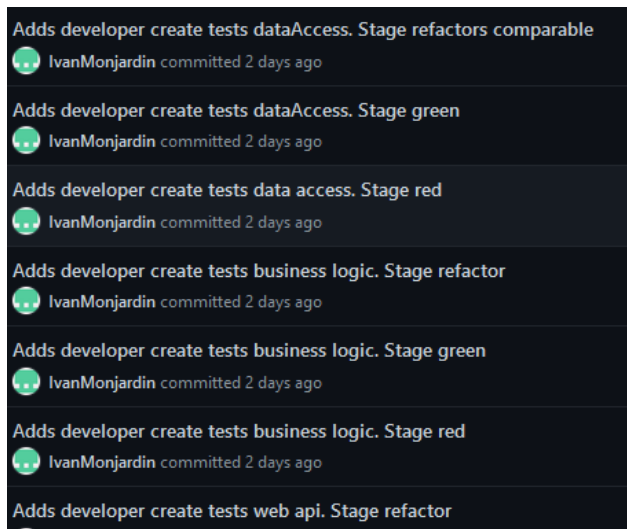 Adds developer create tests dataAccess. Stage refactors comparable
IvanMonjardin committed 2 days ago
Adds developer create tests dataAccess. Stage green
IvanMonjardin committed 2 days ago
Adds developer create tests data access. Stage red
IvanMonjardin committed 2 days ago
Adds developer create tests business logic. Stage refactor
IvanMonjardin committed 2 days ago
Adds developer create tests business logic. Stage green
IvanMonjardin committed 2 days ago
Adds developer create tests business logic. Stage red
IvanMonjardin committed 2 days ago
Adds developer create tests web api. Stage refactor